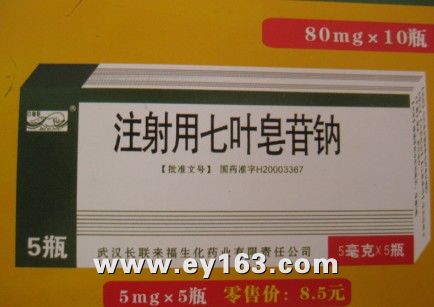 80mg×10瓶
注射用七叶皂苷钠
【批准文号】 国药准字H20003367
5瓶
武汉长联来福生化药业有限责任公司
5毫克×5瓶
www.ey163.com
5mg×5瓶 零售价:8.5元